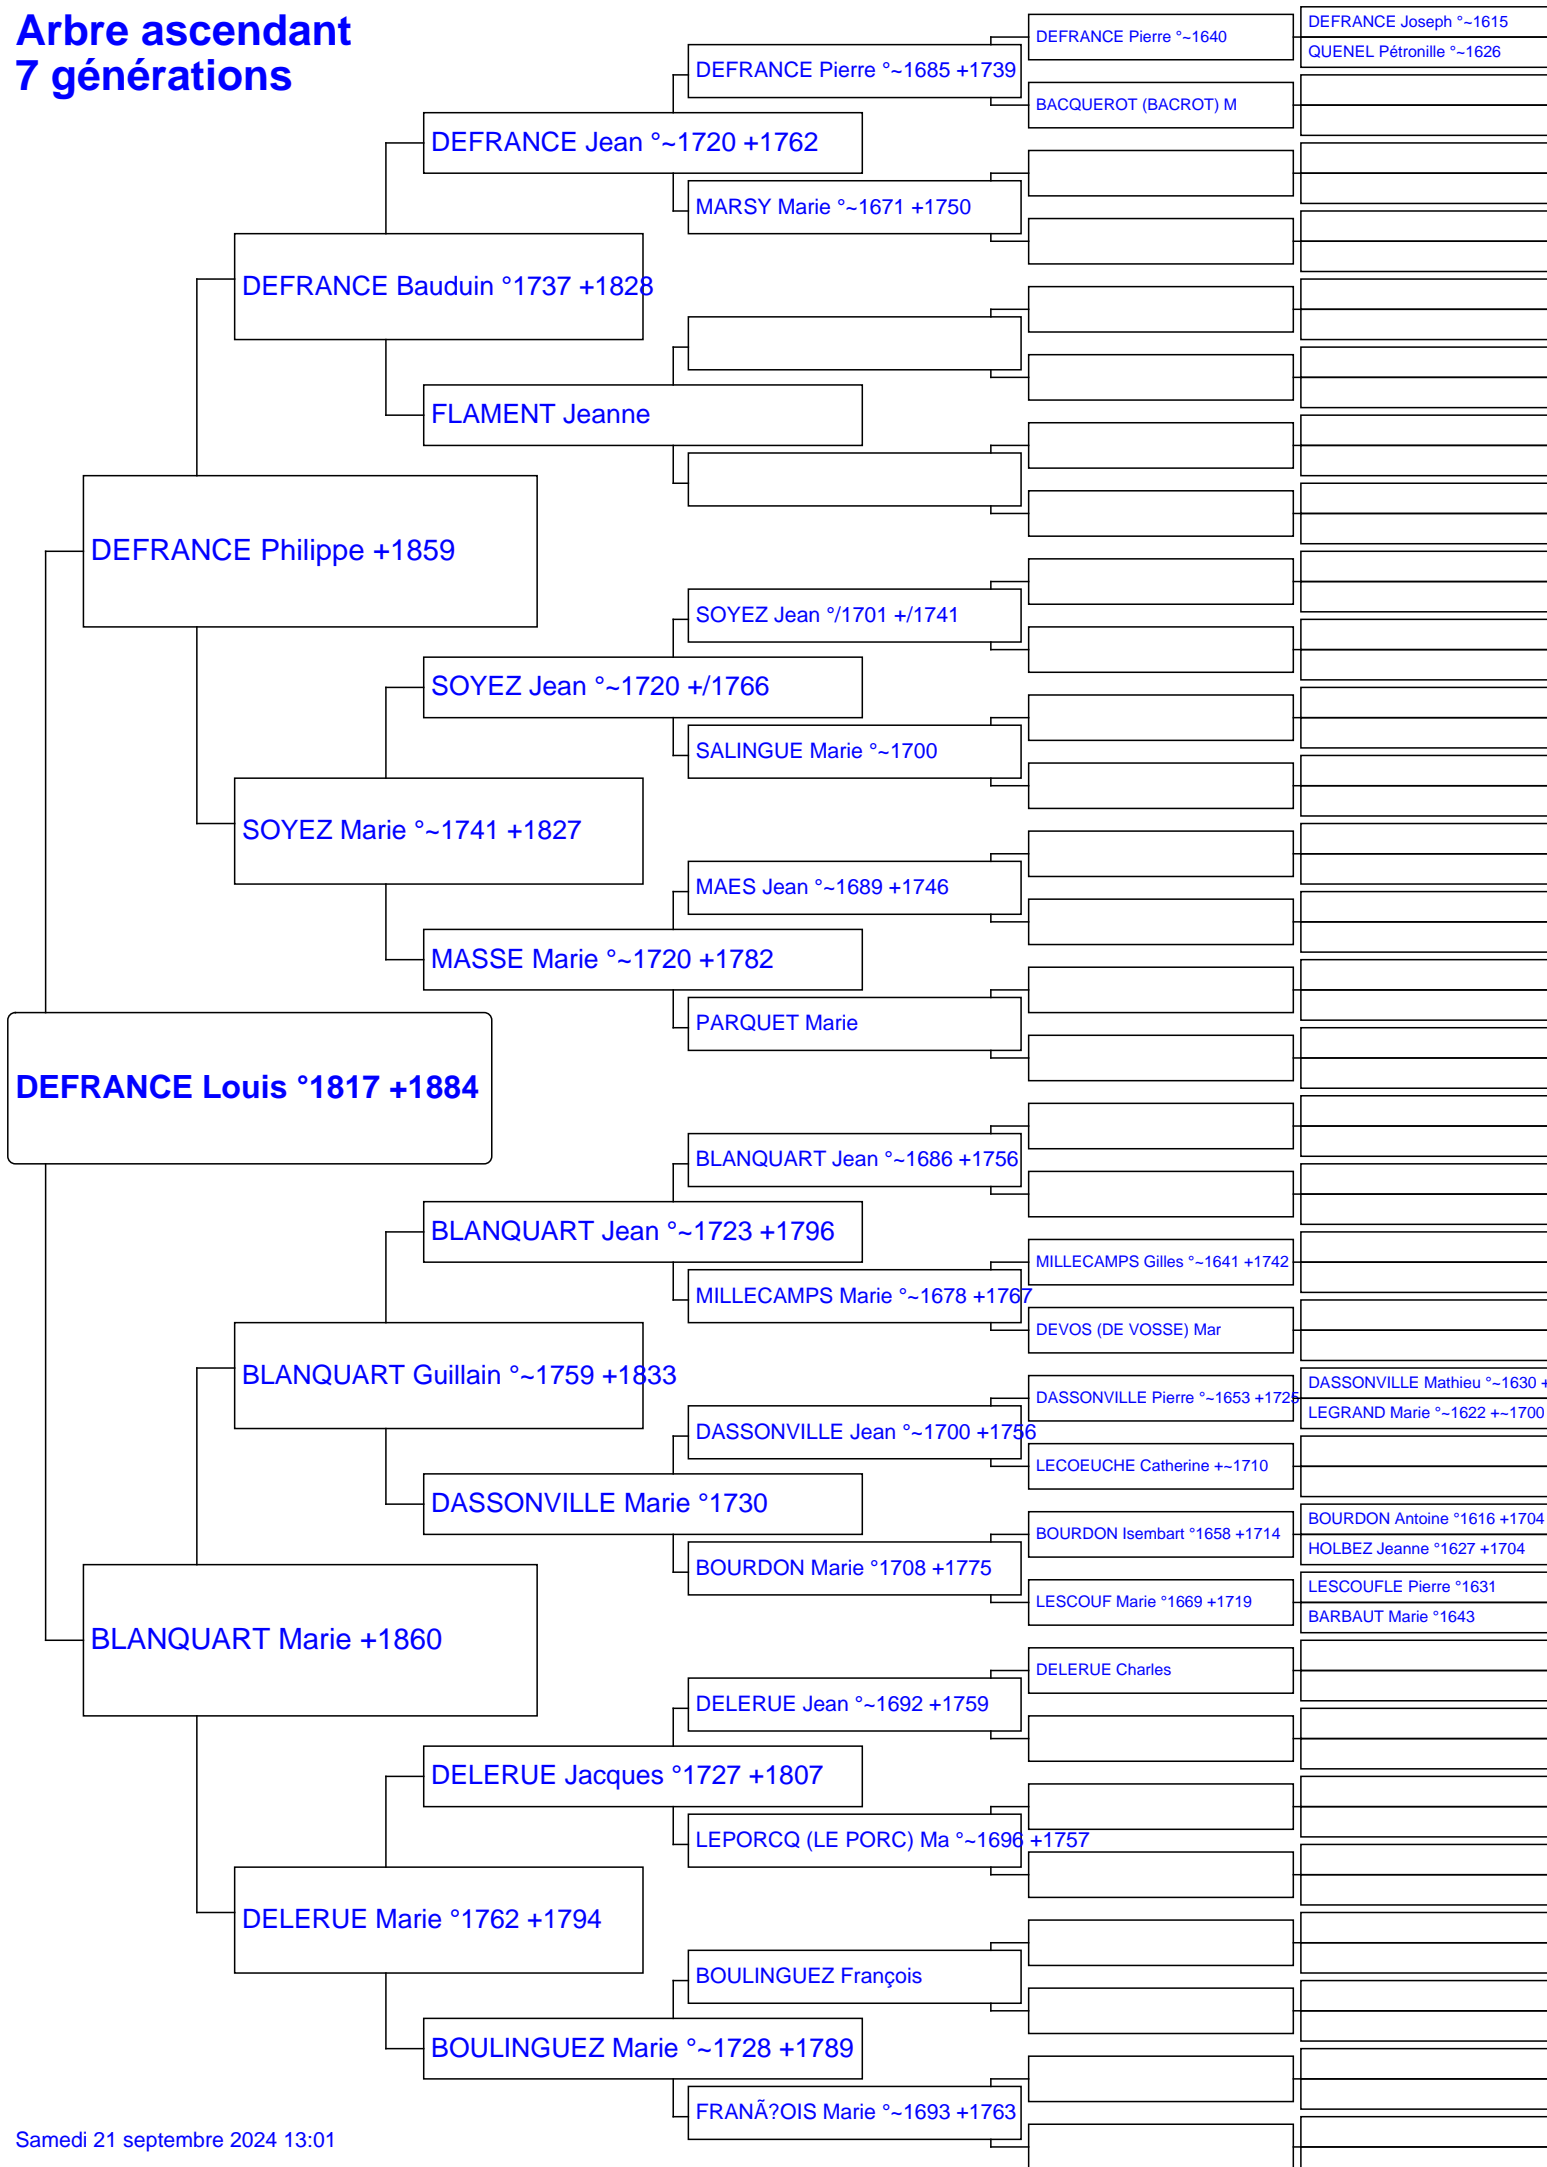 Arbre ascendant
7 générations
DEFRANCE Joseph °~1615
DEFRANCE Pierre °~1640
QUENEL Pétronille °~1626
DEFRANCE Pierre °~1685 +1739
BACQUEROT (BACROT) M
DEFRANCE Jean °~1720 +1762
MARSY Marie °~1671 +1750
DEFRANCE Bauduin °1737 +1828
FLAMENT Jeanne
DEFRANCE Philippe +1859
SOYEZ Jean °/1701 +/1741
SOYEZ Jean °~1720 +/1766
SALINGUE Marie °~1700
SOYEZ Marie °~1741 +1827
MAES Jean °~1689 +1746
MASSE Marie °~1720 +1782
PARQUET Marie
DEFRANCE Louis °1817 +1884
BLANQUART Jean °~1686 +1756
BLANQUART Jean °~1723 +1796
MILLECAMPS Gilles °~1641 +1742
MILLECAMPS Marie °~1678 +1767
DEVOS (DE VOSSE) Mar
BLANQUART Guillain °~1759 +1833
DASSONVILLE Mathieu °~1630 +
DASSONVILLE Pierre °~1653 +1725
LEGRAND Marie °~1622 +~1700
DASSONVILLE Jean °~1700 +1756
LECOEUCHE Catherine +~1710
DASSONVILLE Marie °1730
BOURDON Antoine °1616 +1704
BOURDON Isembart °1658 +1714
HOLBEZ Jeanne °1627 +1704
BOURDON Marie °1708 +1775
LESCOUFLE Pierre °1631
LESCOUF Marie °1669 +1719
BARBAUT Marie °1643
BLANQUART Marie +1860
DELERUE Charles
DELERUE Jean °~1692 +1759
DELERUE Jacques °1727 +1807
LEPORCQ (LE PORC) Ma °~1696 +1757
DELERUE Marie °1762 +1794
BOULINGUEZ François
BOULINGUEZ Marie °~1728 +1789
FRANÃ?OIS Marie °~1693 +1763
Samedi 21 septembre 2024 13:01